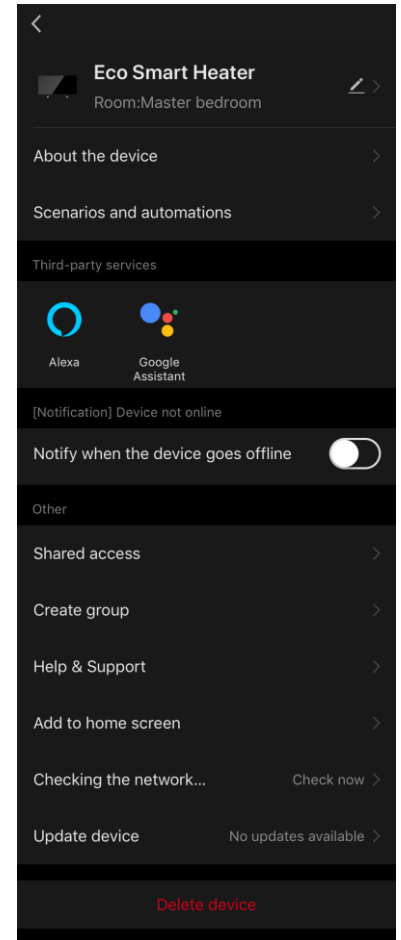 Eco Smart Heater
Room:Master bedroom
About the device
Scenarios and automations
Third-party services
Alexa
Google
Assistant
[Notification] Device not online
Notify when the device goes offline
Other
Shared access
Create group
Help & Support
Add to home screen
Checking the network... Check now
Update device No updates available
Delete device